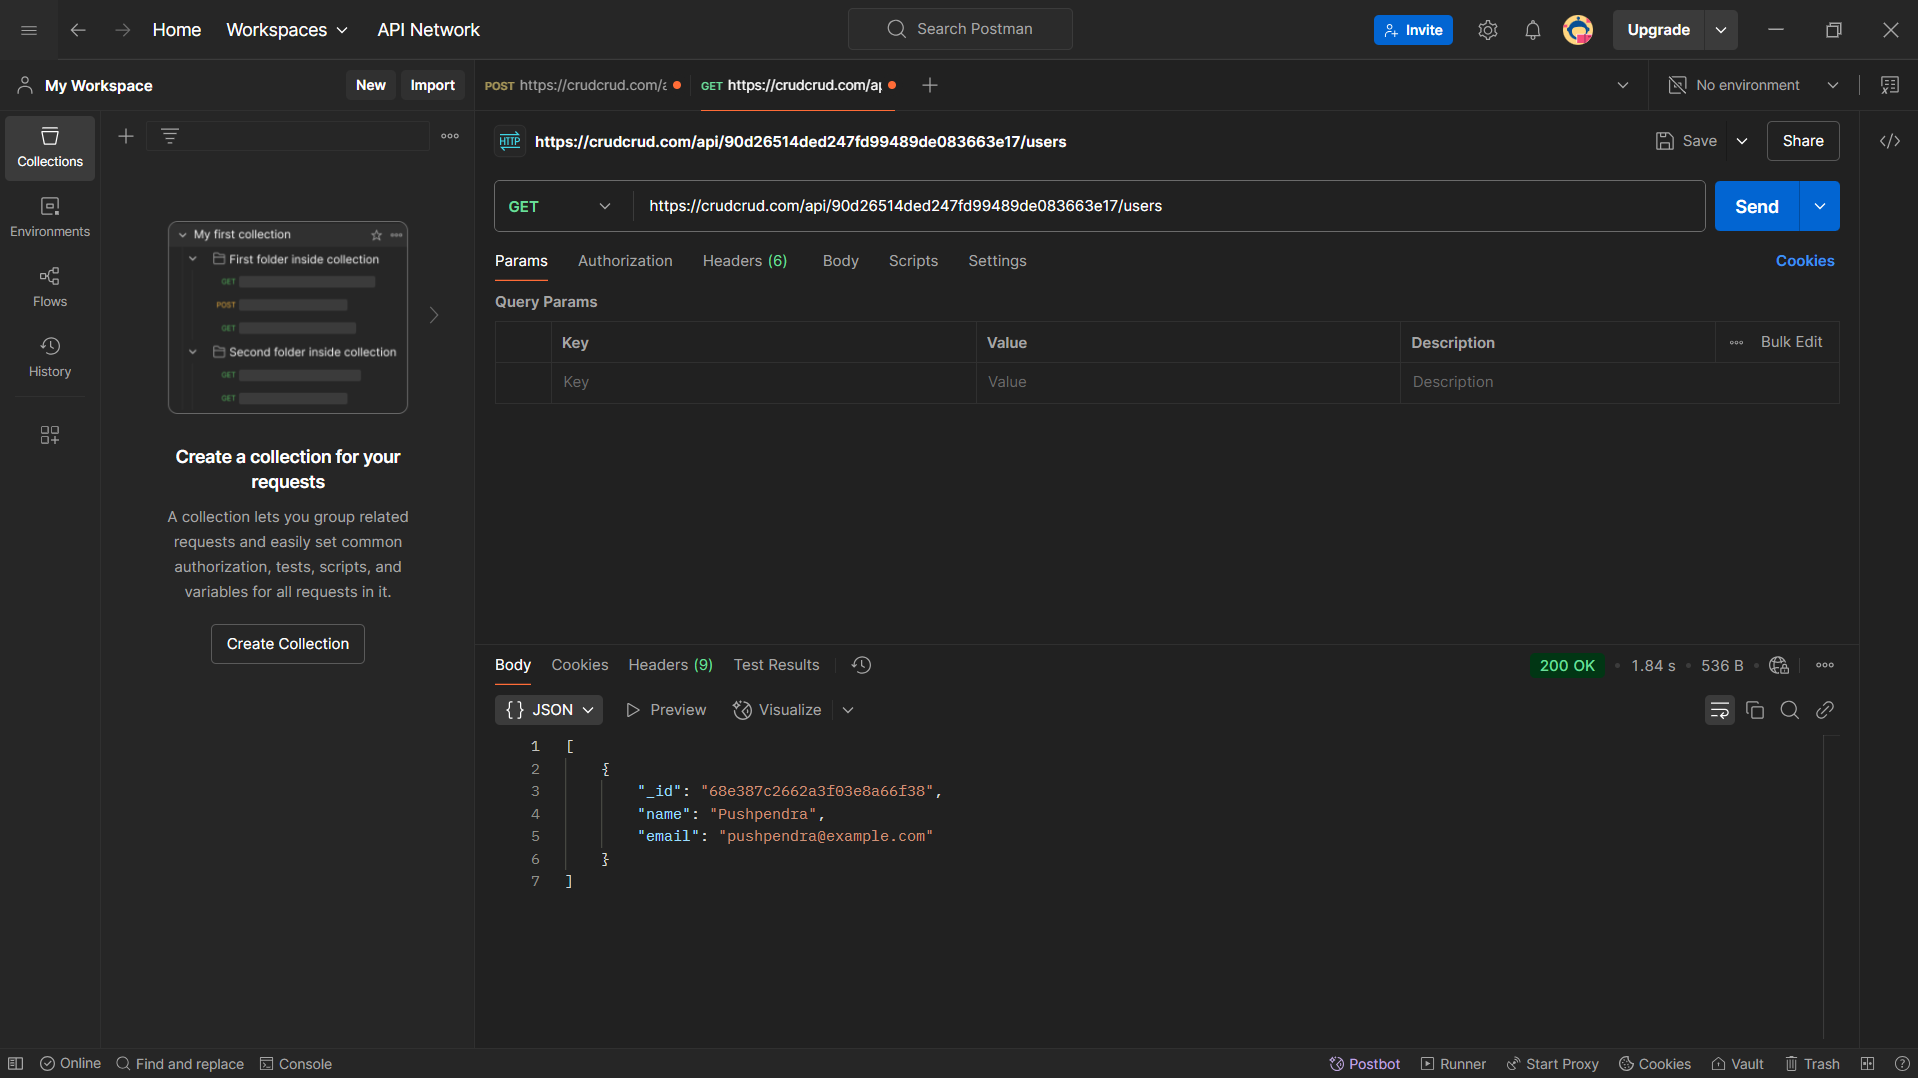 Home
Workspaces
API Network
Search Postman
Invite
Upgrade
My Workspace
New
Import
POST https://crudcrud.com/a
GET https://crudcrud.com/ap
No environment
Collections
Environments
Flows
History
My first collection
First folder inside collection
GET
POST
GET
Second folder inside collection
GET
GET
Create a collection for your
requests
A collection lets you group related
requests and easily set common
authorization, tests, scripts, and
variables for all requests in it.
Create Collection
HTTP
https://crudcrud.com/api/90d26514ded247fd99489de083663e17/users
Save
Share
GET
https://crudcrud.com/api/90d26514ded247fd99489de083663e17/users
Send
Params
Authorization
Headers (6)
Body
Scripts
Settings
Cookies
Query Params
Key
Value
Description
Bulk Edit
Key
Value
Description
Body
Cookies
Headers (9)
Test Results
200 OK
1.84 s
536 B
{} JSON
Preview
Visualize
1 [
2 {
3 "_id": "68e387c2662a3f03e8a66f38",
4 "name": "Pushpendra",
5 "email": "pushpendra@example.com"
6 }
7 ]
Online
Find and replace
Console
Postbot
Runner
Start Proxy
Cookies
Vault
Trash